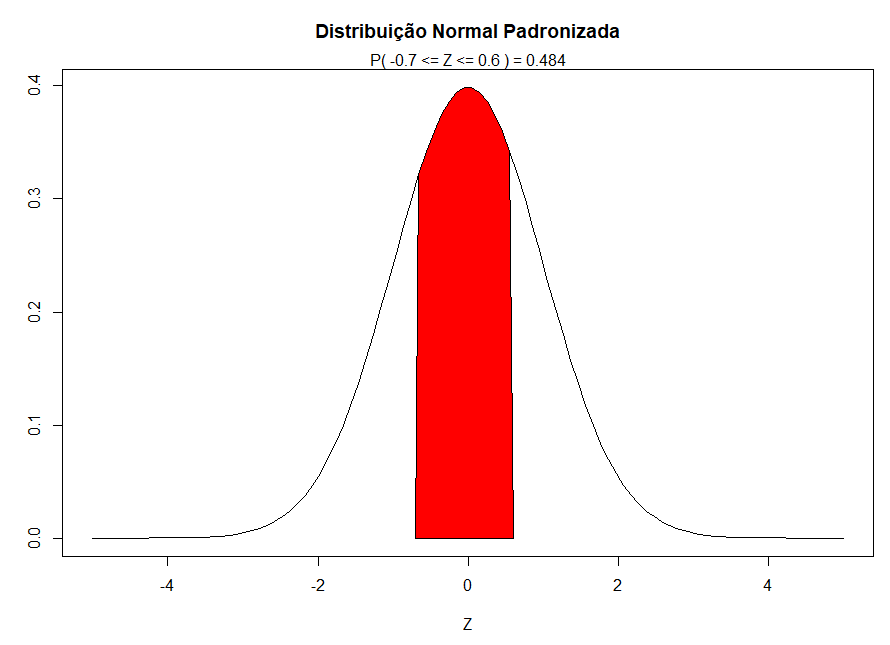 Distribuição Normal Padronizada
P( -0.7 <= Z <= 0.6 ) = 0.484
0.4
0.3
0.2
0.1
0.0
-4 -2 0 2 4
Z